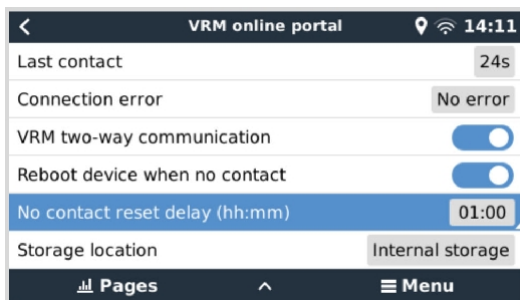 VRM online portal 14:11
Last contact 24s
Connection error No error
VRM two-way communication
Reboot device when no contact
No contact reset delay (hh:mm) 01:00
Storage location Internal storage
Pages Menu